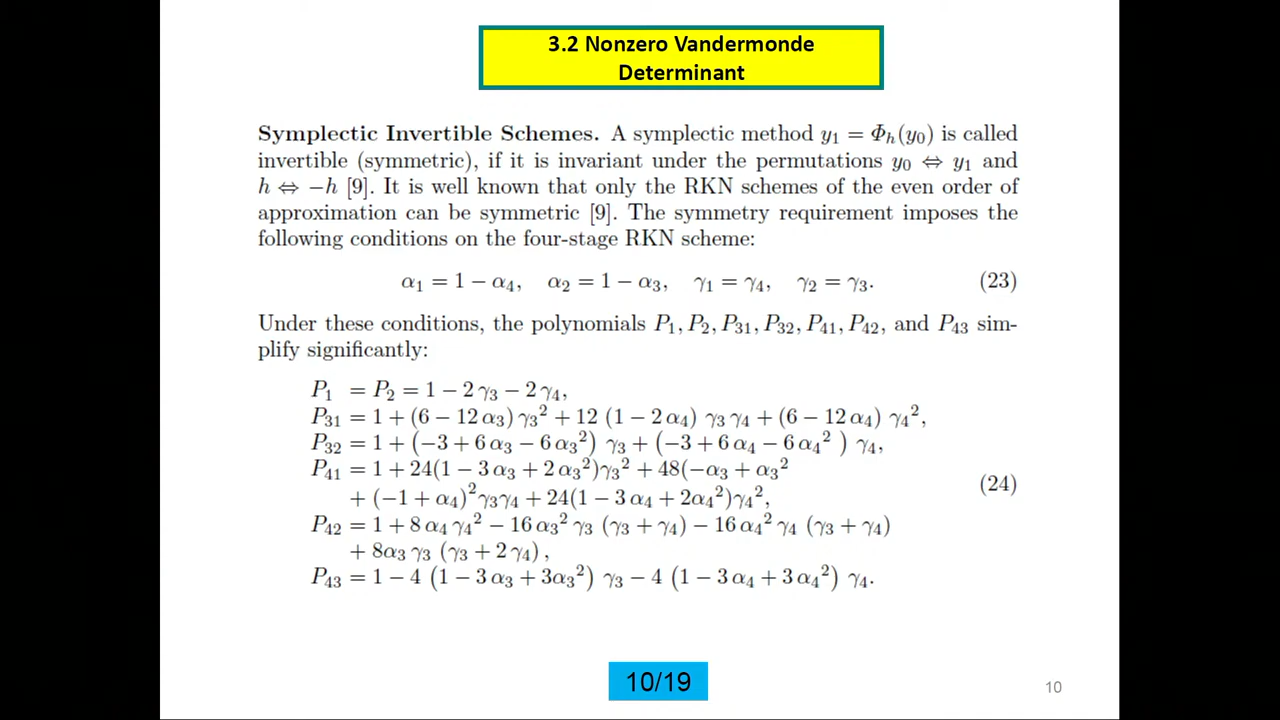 3.2 Nonzero Vandermonde
Determinant
Symplectic Invertible Schemes. A symplectic method y₁ = Φₕ(y₀) is called
invertible (symmetric), if it is invariant under the permutations y₀ ⇔ y₁ and
h ⇔ −h [9]. It is well known that only the RKN schemes of the even order of
approximation can be symmetric [9]. The symmetry requirement imposes the
following conditions on the four-stage RKN scheme:
α₁ = 1 − α₄, α₂ = 1 − α₃, γ₁ = γ₄, γ₂ = γ₃. (23)
Under these conditions, the polynomials P₁, P₂, P₃₁, P₃₂, P₄₁, P₄₂, and P₄₃ sim-
plify significantly:
P₁ = P₂ = 1 − 2 γ₃ − 2 γ₄,
P₃₁ = 1 + (6 − 12 α₃) γ₃² + 12 (1 − 2 α₄) γ₃ γ₄ + (6 − 12 α₄) γ₄²,
P₃₂ = 1 + (−3 + 6 α₃ − 6 α₃²) γ₃ + (−3 + 6 α₄ − 6 α₄² ) γ₄,
P₄₁ = 1 + 24(1 − 3 α₃ + 2 α₃²)γ₃² + 48(−α₃ + α₃²
+ (−1 + α₄)² γ₃γ₄ + 24(1 − 3 α₄ + 2α₄²)γ₄², (24)
P₄₂ = 1 + 8 α₄ γ₄² − 16 α₃² γ₃ (γ₃ + γ₄) − 16 α₄² γ₄ (γ₃ + γ₄)
+ 8α₃ γ₃ (γ₃ + 2 γ₄) ,
P₄₃ = 1 − 4 (1 − 3 α₃ + 3α₃²) γ₃ − 4 (1 − 3 α₄ + 3 α₄²) γ₄.
10/19
10